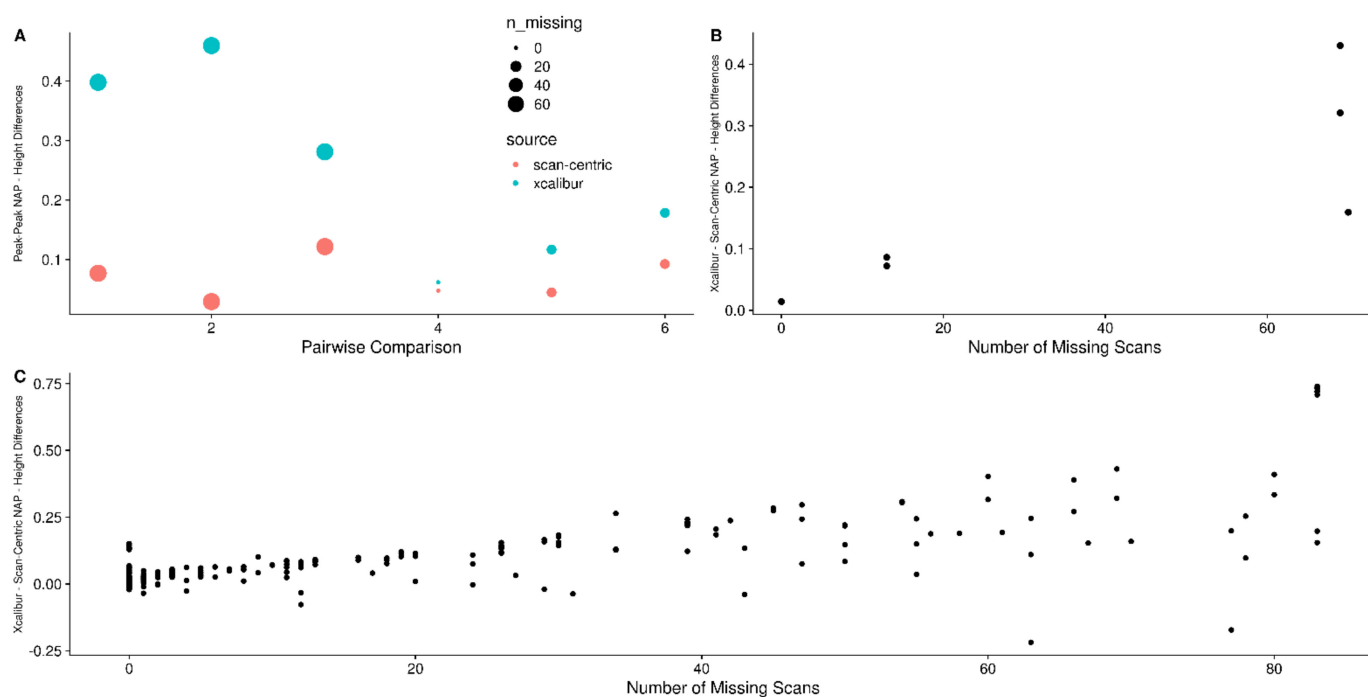 A
Peak-Peak NAP - Height Differences
0.4
0.3
0.2
0.1
2
4
6
Pairwise Comparison
n_missing
0
20
40
60
source
scan-centric
xcalibur
B
Xcalibur - Scan-Centric NAP - Height Differences
0.4
0.3
0.2
0.1
0.0
0
20
40
60
Number of Missing Scans
C
Xcalibur - Scan-Centric NAP - Height Differences
0.75
0.50
0.25
0.00
-0.25
0
20
40
60
80
Number of Missing Scans